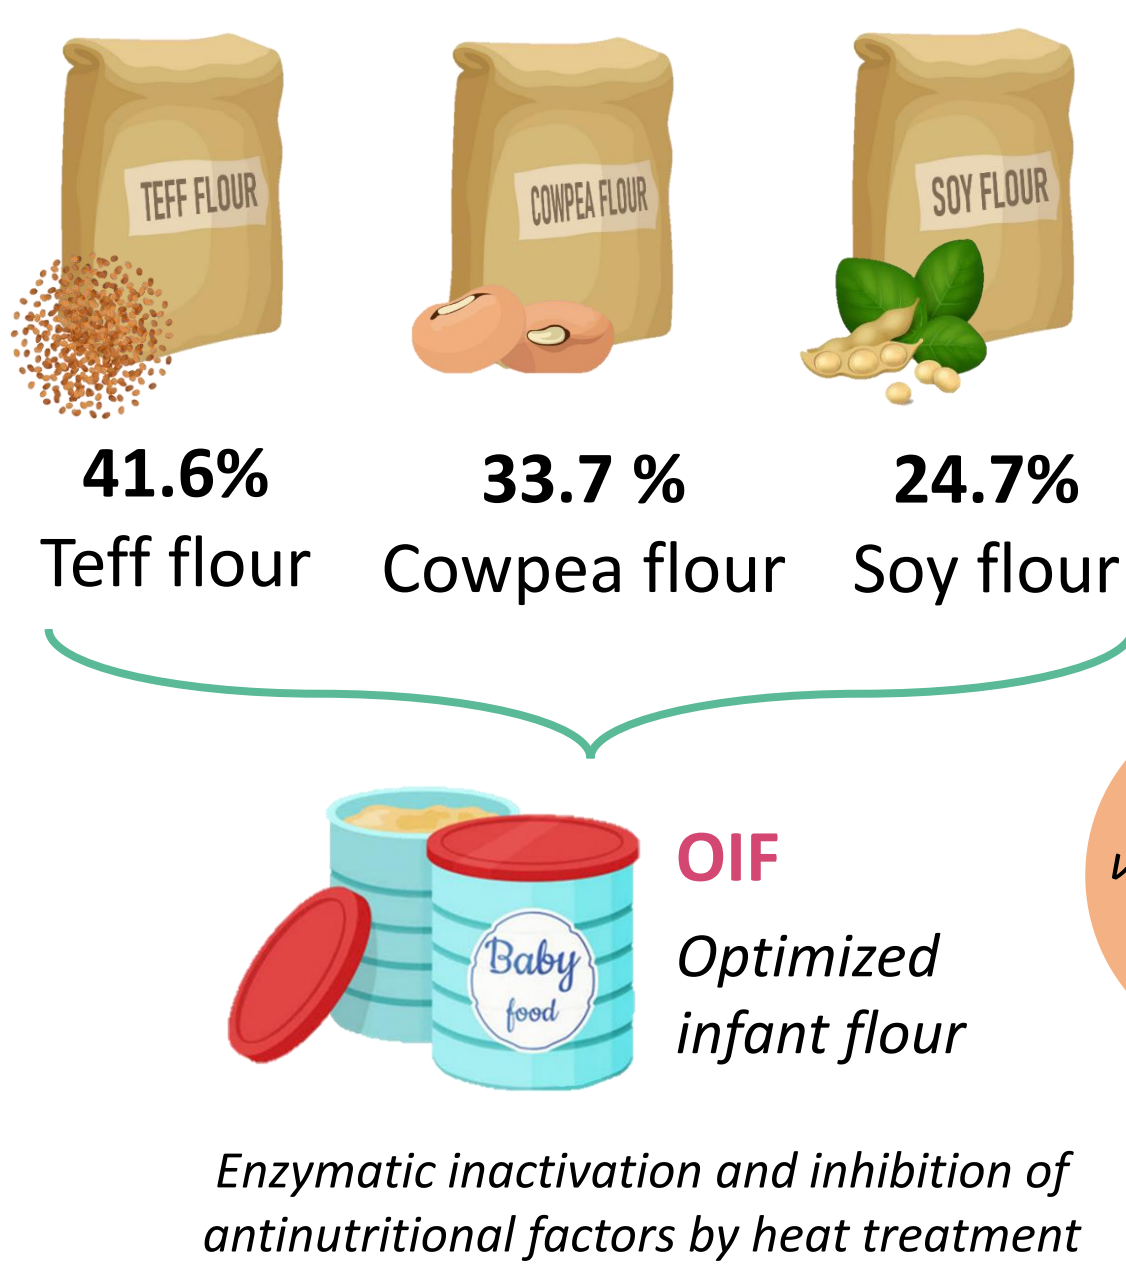 TEFF FLOUR
COWPEA FLOUR
SOY FLOUR
41.6%
33.7 %
24.7%
Teff flour
Cowpea flour
Soy flour
Baby
food
OIF
Optimized
infant flour
Enzymatic inactivation and inhibition of
antinutritional factors by heat treatment